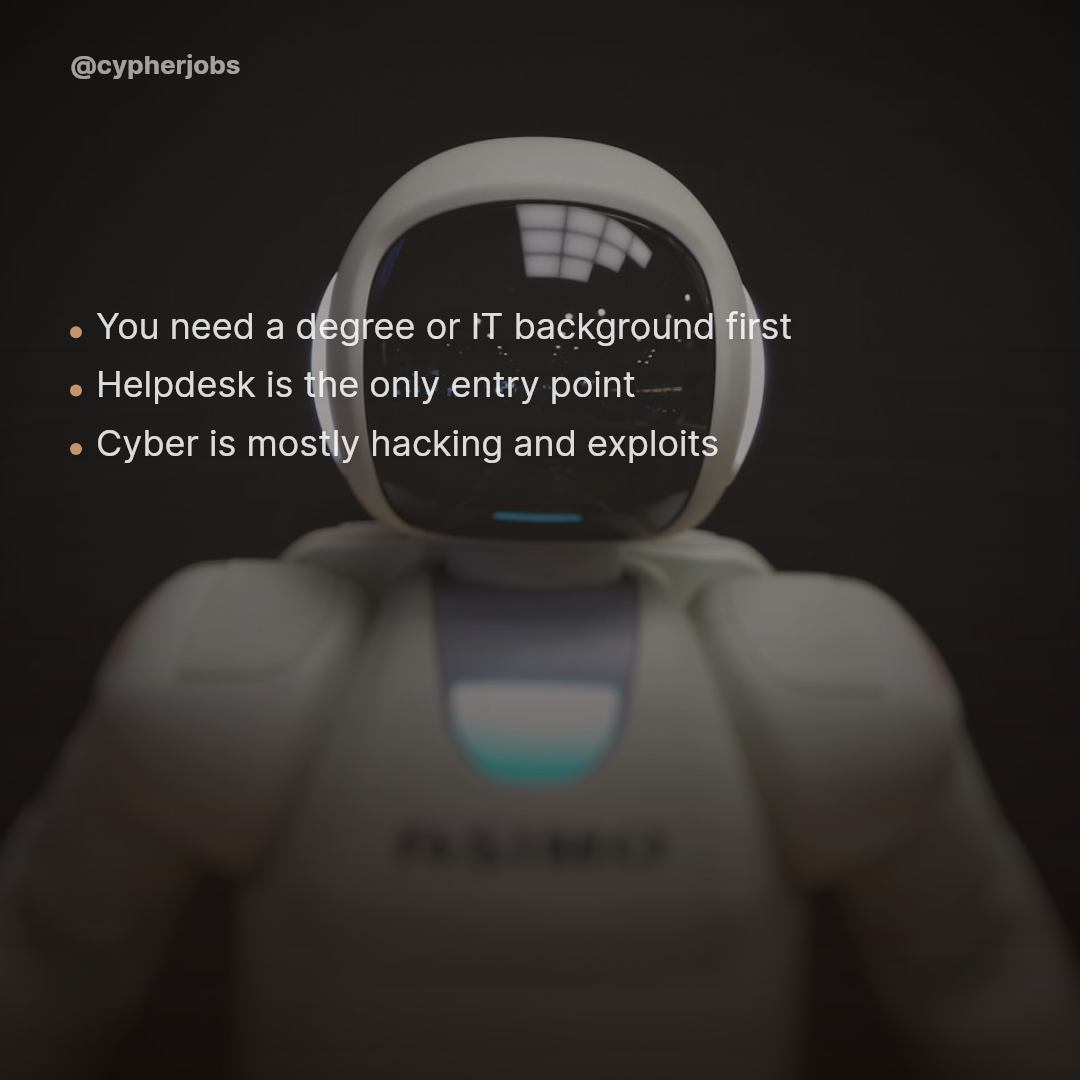 @cypherjobs
You need a degree or IT background first
Helpdesk is the only entry point
Cyber is mostly hacking and exploits